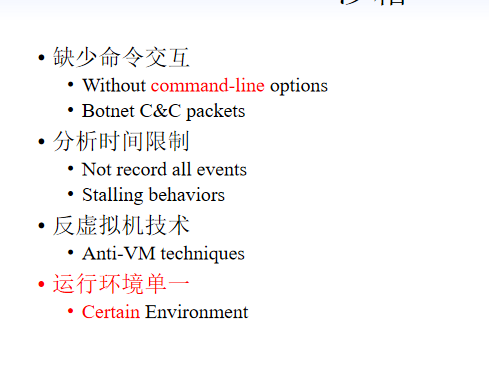 缺少命令交互
Without command-line options
Botnet C&C packets
分析时间限制
Not record all events
Stalling behaviors
反虚拟机技术
Anti-VM techniques
运行环境单一
Certain Environment